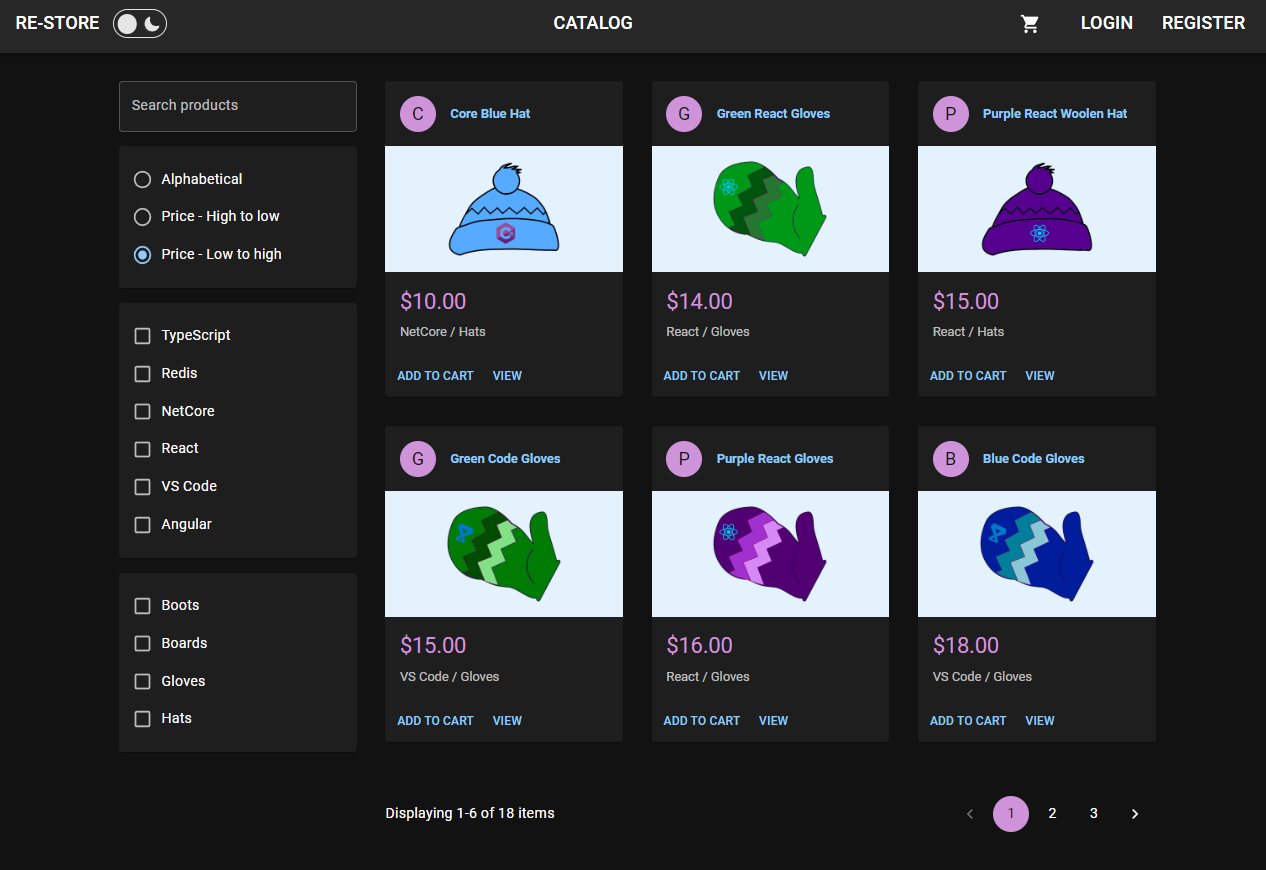 RE-STORE
CATALOG
LOGIN
REGISTER
Search products
Alphabetical
Price - High to low
Price - Low to high
TypeScript
Redis
NetCore
React
VS Code
Angular
Boots
Boards
Gloves
Hats
C
Core Blue Hat
$10.00
NetCore / Hats
ADD TO CART VIEW
G
Green React Gloves
$14.00
React / Gloves
ADD TO CART VIEW
P
Purple React Woolen Hat
$15.00
React / Hats
ADD TO CART VIEW
G
Green Code Gloves
$15.00
VS Code / Gloves
ADD TO CART VIEW
P
Purple React Gloves
$16.00
React / Gloves
ADD TO CART VIEW
B
Blue Code Gloves
$18.00
VS Code / Gloves
ADD TO CART VIEW
Displaying 1-6 of 18 items
1 2 3